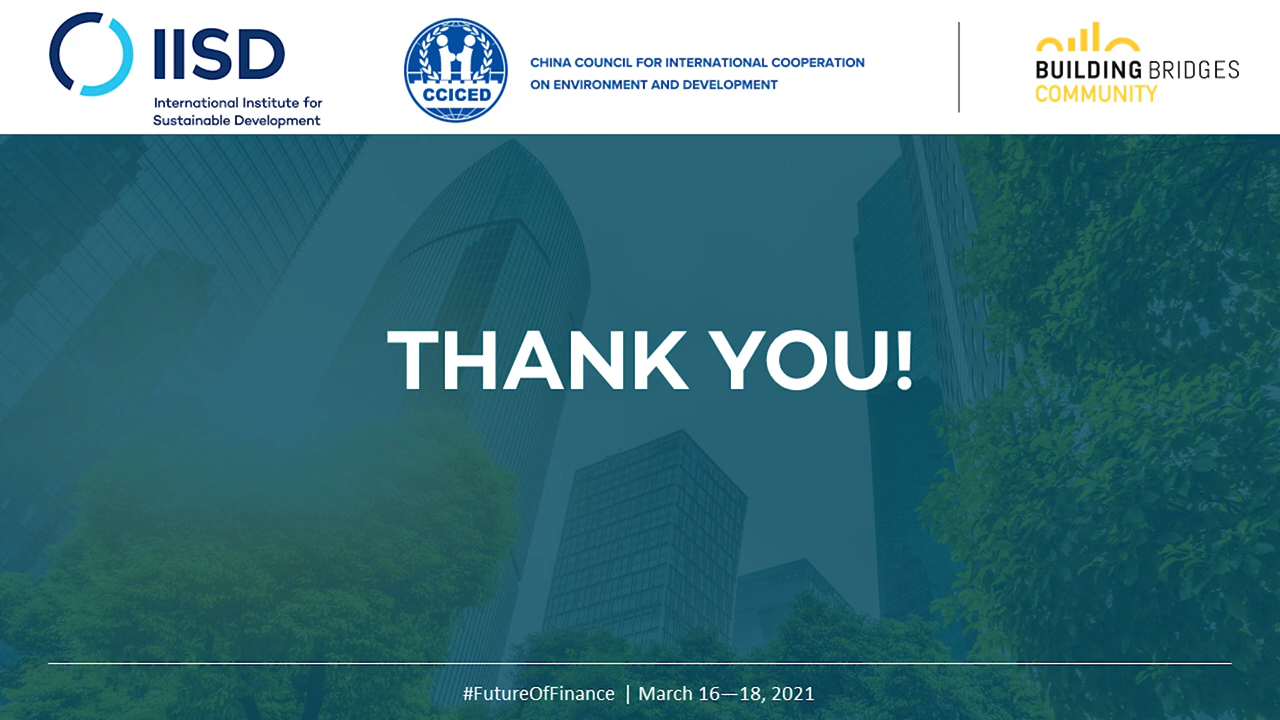 IISD
International Institute for
Sustainable Development
CCICED
CHINA COUNCIL FOR INTERNATIONAL COOPERATION
ON ENVIRONMENT AND DEVELOPMENT
BUILDING BRIDGES
COMMUNITY
THANK YOU!
#FutureOfFinance | March 16—18, 2021